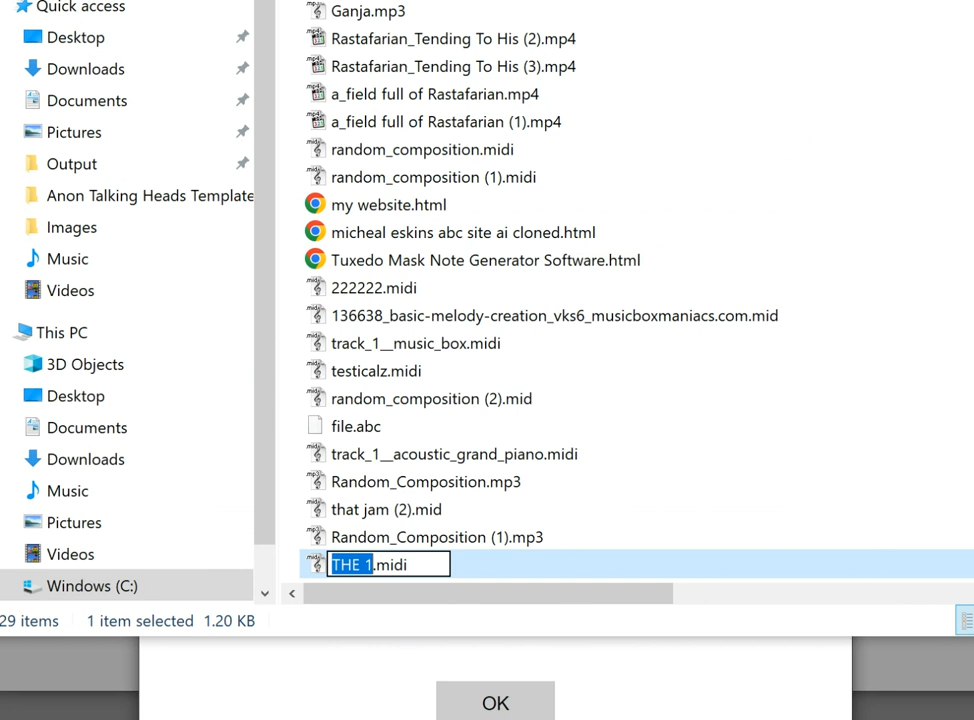 Quick access
Desktop
Downloads
Documents
Pictures
Output
Anon Talking Heads Template
Images
Music
Videos
This PC
3D Objects
Desktop
Documents
Downloads
Music
Pictures
Videos
Windows (C:)
Ganja.mp3
Rastafarian_Tending To His (2).mp4
Rastafarian_Tending To His (3).mp4
a_field full of Rastafarian.mp4
a_field full of Rastafarian (1).mp4
random_composition.midi
random_composition (1).midi
my website.html
micheal eskins abc site ai cloned.html
Tuxedo Mask Note Generator Software.html
222222.midi
136638_basic-melody-creation_vks6_musicboxmaniacs.com.mid
track_1__music_box.midi
testicalz.midi
random_composition (2).mid
file.abc
track_1__acoustic_grand_piano.midi
Random_Composition.mp3
that jam (2).mid
Random_Composition (1).mp3
THE 1.midi
29 items 1 item selected 1.20 KB
OK